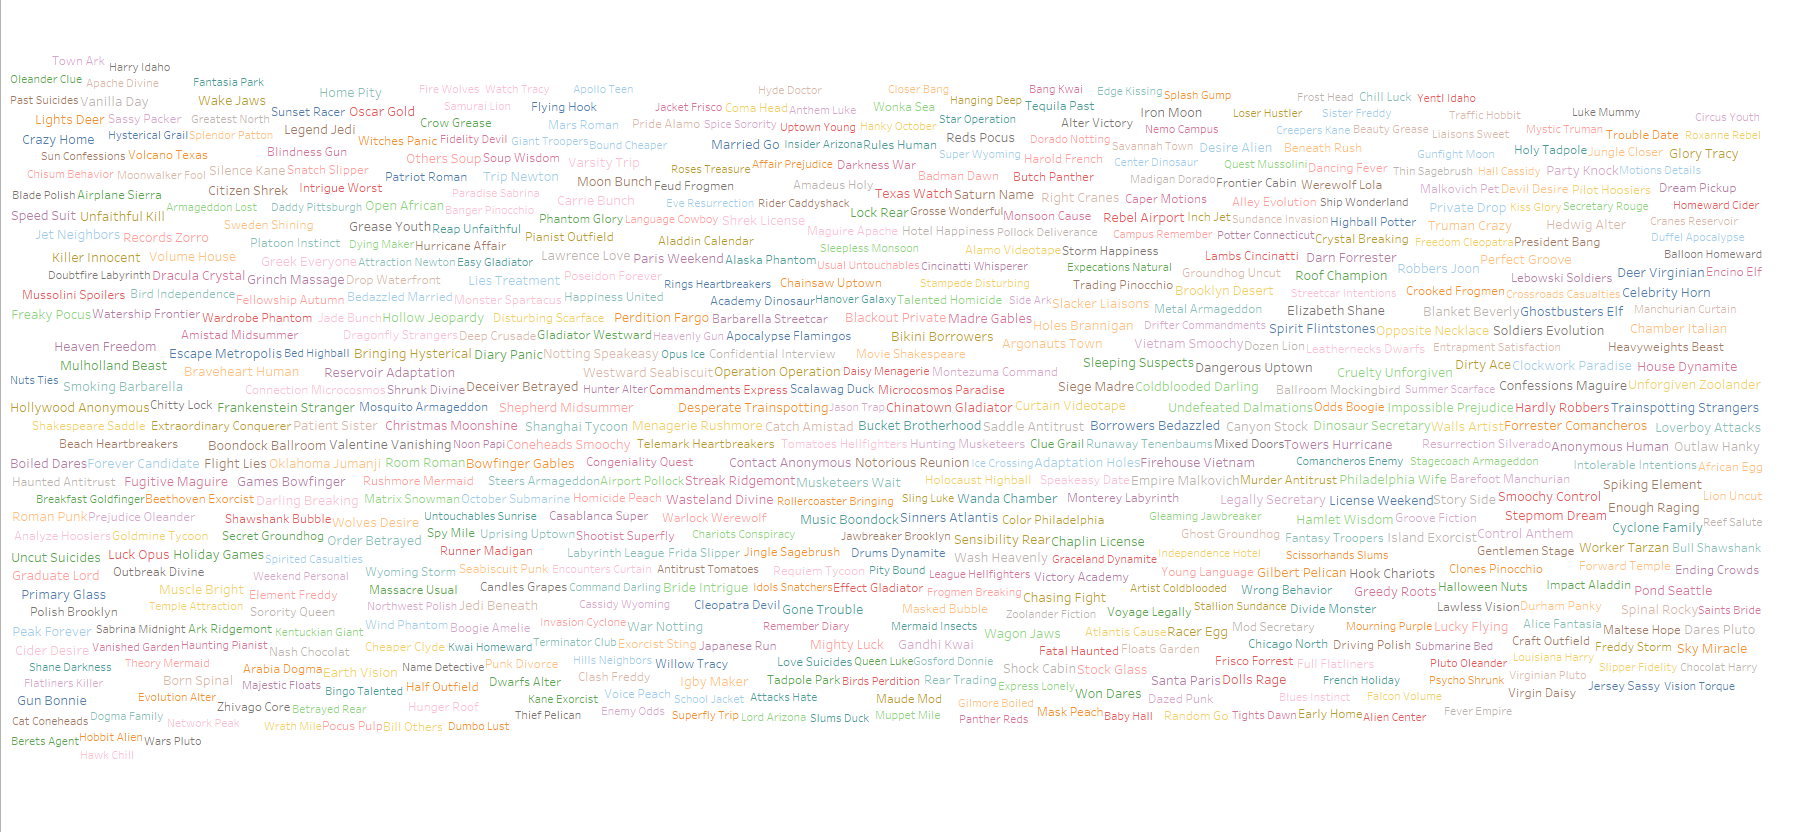 Town Ark Harry Idaho
Oleander Clue Apache Divine Fantasia Park Home Pity Fire Wolves Watch Tracy Apollo Teen Hyde Doctor Closer Bang Bang Kwai Edge Kissing Splash Gump Frost Head Chill Luck Yentl Idaho
Past Suicides Vanilla Day Wake Jaws Sunset Racer Oscar Gold Samurai Lion Flying Hook Jacket Frisco Coma Head Anthem Luke Wonka Sea Hanging Deep Tequila Past Iron Moon Loser Hustler Sister Freddy Traffic Hobbit Luke Mummy Circus Youth
Lights Deer Sassy Packer Greatest North Legend Jedi Crow Grease Mars Roman Pride Alamo Spice Sorority Uptown Young Hanky October Star Operation Alter Victory Nemo Campus Creepers Kane Beauty Grease Liaisons Sweet Mystic Truman Trouble Date Roxanne Rebel
Crazy Home Hysterical Grail Splendor Patton Witches Panic Fidelity Devil Giant Troopers Bound Cheaper Married Go Insider Arizona Rules Human Reds Pocus Dorado Notting Savannah Town Desire Alien Beneath Rush Gunfight Moon Holy Tadpole Jungle Closer Glory Tracy
Sun Confessions Volcano Texas Blindness Gun Others Soup Soup Wisdom Varsity Trip Roses Treasure Affair Prejudice Darkness War Super Wyoming Harold French Center Dinosaur Quest Mussolini Dancing Fever Thin Sagebrush Hall Cassidy Party Knock Motions Details
Chisum Behavior Moonwalker Fool Silence Kane Snatch Slipper Patriot Roman Trip Newton Moon Bunch Feud Frogmen Amadeus Holy Badman Dawn Butch Panther Madigan Dorado Frontier Cabin Werewolf Lola Malkovich Pet Devil Desire Pilot Hoosiers Dream Pickup
Blade Polish Airplane Sierra Citizen Shrek Intrigue Worst Paradise Sabrina Carrie Bunch Eve Resurrection Rider Caddyshack Texas Watch Saturn Name Right Cranes Caper Motions Alley Evolution Ship Wonderland Private Drop Kiss Glory Secretary Rouge Homeward Cider
Speed Suit Unfaithful Kill Armageddon Lost Daddy Pittsburgh Open African Banger Pinocchio Phantom Glory Language Cowboy Shrek License Lock Rear Grosse Wonderful Monsoon Cause Rebel Airport Inch Jet Sundance Invasion Highball Potter Truman Crazy Hedwig Alter Cranes Reservoir
Jet Neighbors Records Zorro Sweden Shining Grease Youth Reap Unfaithful Pianist Outfield Aladdin Calendar Maguire Apache Hotel Happiness Pollock Deliverance Campus Remember Potter Connecticut Crystal Breaking Freedom Cleopatra President Bang Duffel Apocalypse
Killer Innocent Volume House Platoon Instinct Dying Maker Hurricane Affair Lawrence Love Paris Weekend Alaska Phantom Sleepless Monsoon Alamo Videotape Storm Happiness Lambs Cincinatti Darn Forrester Perfect Groove Balloon Homeward
Doubtfire Labyrinth Dracula Crystal Greek Everyone Attraction Newton Easy Gladiator Usual Untouchables Cincinatti Whisperer Expecations Natural Groundhog Uncut Roof Champion Robbers Joon Lebowski Soldiers Deer Virginian Encino Elf
Mussolini Spoilers Bird Independence Grinch Massage Drop Waterfront Lies Treatment Poseidon Forever Rings Heartbreakers Chainsaw Uptown Stampede Disturbing Trading Pinocchio Brooklyn Desert Streetcar Intentions Crooked Frogmen Crossroads Casualties Celebrity Horn
Freaky Pocus Watership Frontier Fellowship Autumn Bedazzled Married Monster Spartacus Happiness United Academy Dinosaur Hanover Galaxy Talented Homicide Side Ark Slacker Liaisons Metal Armageddon Elizabeth Shane Blanket Beverly Ghostbusters Elf Manchurian Curtain
Wardrobe Phantom Jade Bunch Hollow Jeopardy Disturbing Scarface Perdition Fargo Barbarella Streetcar Blackout Private Madre Gables Holes Brannigan Drifter Commandments Spirit Flintstones Opposite Necklace Soldiers Evolution Chamber Italian
Heaven Freedom Amistad Midsummer Dragonfly Strangers Deep Crusade Gladiator Westward Heavenly Gun Apocalypse Flamingos Bikini Borrowers Argonauts Town Vietnam Smoochy Dozen Lion Leathernecks Dwarfs Entrapment Satisfaction Heavyweights Beast
Mulholland Beast Escape Metropolis Bed Highball Bringing Hysterical Diary Panic Notting Speakeasy Opus Ice Confidential Interview Movie Shakespeare Sleeping Suspects Dangerous Uptown Cruelty Unforgiven Dirty Ace Clockwork Paradise House Dynamite
Nuts Ties Smoking Barbarella Braveheart Human Reservoir Adaptation Westward Seabiscuit Operation Operation Daisy Menagerie Montezuma Command Siege Madre Coldblooded Darling Ballroom Mockingbird Summer Scarface Confessions Maguire Unforgiven Zoolander
Hollywood Anonymous Chitty Lock Connection Microcosmos Shrunk Divine Deceiver Betrayed Hunter Alter Commandments Express Scalawag Duck Microcosmos Paradise Curtain Videotape Undefeated Dalmations Odds Boogie Impossible Prejudice Hardly Robbers Trainspotting Strangers
Shakespeare Saddle Extraordinary Conquerer Frankenstein Stranger Mosquito Armageddon Shepherd Midsummer Desperate Trainspotting Jason Trap Chinatown Gladiator Saddle Antitrust Borrowers Bedazzled Canyon Stock Dinosaur Secretary Walls Artist Forrester Comancheros Loverboy Attacks
Beach Heartbreakers Patient Sister Christmas Moonshine Shanghai Tycoon Menagerie Rushmore Catch Amistad Bucket Brotherhood Clue Grail Runaway Tenenbaums Mixed Doors Towers Hurricane Resurrection Silverado Anonymous Human Outlaw Hanky
Boondock Ballroom Valentine Vanishing Noon Papi Coneheads Smoochy Telemark Heartbreakers Tomatoes Hellfighters Hunting Musketeers
Boiled Dares Forever Candidate Flight Lies Oklahoma Jumanji Room Roman Bowfinger Gables Congeniality Quest Contact Anonymous Notorious Reunion Ice Crossing Adaptation Holes Firehouse Vietnam Comancheros Enemy Stagecoach Armageddon Intolerable Intentions African Egg
Haunted Antitrust Fugitive Maguire Games Bowfinger Rushmore Mermaid Steers Armageddon Airport Pollock Streak Ridgemont Musketeers Wait Holocaust Highball Speakeasy Date Empire Malkovich Murder Antitrust Philadelphia Wife Barefoot Manchurian Spiking Element
Breakfast Goldfinger Beethoven Exorcist Darling Breaking Matrix Snowman October Submarine Homicide Peach Wasteland Divine Rollercoaster Bringing Sling Luke Wanda Chamber Monterey Labyrinth Legally Secretary License Weekend Story Side Smoochy Control Lion Uncut
Roman Punk Prejudice Oleander Shawshank Bubble Wolves Desire Untouchables Sunrise Casablanca Super Warlock Werewolf Music Boondock Sinners Atlantis Color Philadelphia Gleaming Jawbreaker Hamlet Wisdom Groove Fiction Stepmom Dream Enough Raging Reef Salute
Analyze Hoosiers Goldmine Tycoon Secret Groundhog Order Betrayed Spy Mile Uprising Uptown Shootist Superfly Chariots Conspiracy Jawbreaker Brooklyn Sensibility Rear Chaplin License Ghost Groundhog Fantasy Troopers Island Exorcist Control Anthem Cyclone Family
Uncut Suicides Luck Opus Holiday Games Spirited Casualties Runner Madigan Labyrinth League Frida Slipper Jingle Sagebrush Drums Dynamite Wash Heavenly Graceland Dynamite Independence Hotel Scissorhands Slums Gentlemen Stage Worker Tarzan Bull Shawshank
Graduate Lord Outbreak Divine Weekend Personal Wyoming Storm Seabiscuit Punk Encounters Curtain Antitrust Tomatoes Requiem Tycoon Pity Bound League Hellfighters Victory Academy Young Language Gilbert Pelican Hook Chariots Clones Pinocchio Forward Temple Ending Crowds
Primary Glass Muscle Bright Element Freddy Massacre Usual Candles Grapes Command Darling Bride Intrigue Idols Snatchers Effect Gladiator Frogmen Breaking Chasing Fight Artist Coldblooded Wrong Behavior Greedy Roots Halloween Nuts Impact Aladdin Pond Seattle
Polish Brooklyn Temple Attraction Sorority Queen Northwest Polish Jedi Beneath Cassidy Wyoming Cleopatra Devil Gone Trouble Masked Bubble Zoolander Fiction Voyage Legally Stallion Sundance Divide Monster Lawless Vision Durham Panky Spinal Rocky Saints Bride
Peak Forever Sabrina Midnight Ark Ridgemont Kentuckian Giant Wind Phantom Boogie Amelie Invasion Cyclone War Notting Remember Diary Mermaid Insects Wagon Jaws Atlantis Cause Racer Egg Mod Secretary Mourning Purple Lucky Flying Alice Fantasia Maltese Hope Dares Pluto
Cider Desire Vanished Garden Haunting Pianist Nash Chocolat Cheaper Clyde Kwai Homeward Terminator Club Exorcist Sting Japanese Run Mighty Luck Gandhi Kwai Fatal Haunted Floats Garden Chicago North Driving Polish Submarine Bed Craft Outfield Freddy Storm Sky Miracle
Shane Darkness Theory Mermaid Arabia Dogma Earth Vision Name Detective Punk Divorce Hills Neighbors Willow Tracy Love Suicides Queen Luke Gosford Donnie Shock Cabin Stock Glass Frisco Forrest Full Flatliners Pluto Oleander Louisiana Harry Slipper Fidelity Chocolat Harry
Flatliners Killer Born Spinal Majestic Floats Bingo Talented Half Outfield Dwarfs Alter Clash Freddy Igby Maker Tadpole Park Birds Perdition Rear Trading Express Lonely Santa Paris Dolls Rage French Holiday Psycho Shrunk Virginian Pluto Jersey Sassy Vision Torque
Gun Bonnie Evolution Alter Zhivago Core Betrayed Rear Hunger Roof Kane Exorcist Voice Peach School Jacket Attacks Hate Maude Mod Gilmore Boiled Won Dares Dazed Punk Blues Instinct Falcon Volume Virgin Daisy
Cat Coneheads Dogma Family Network Peak Wrath Mile Pocus Pulp Bill Others Dumbo Lust Thief Pelican Enemy Odds Superfly Trip Lord Arizona Slums Duck Muppet Mile Panther Reds Mask Peach Baby Hall Random Go Tights Dawn Early Home Alien Center Fever Empire
Berets Agent Hobbit Alien Wars Pluto
Hawk Chill